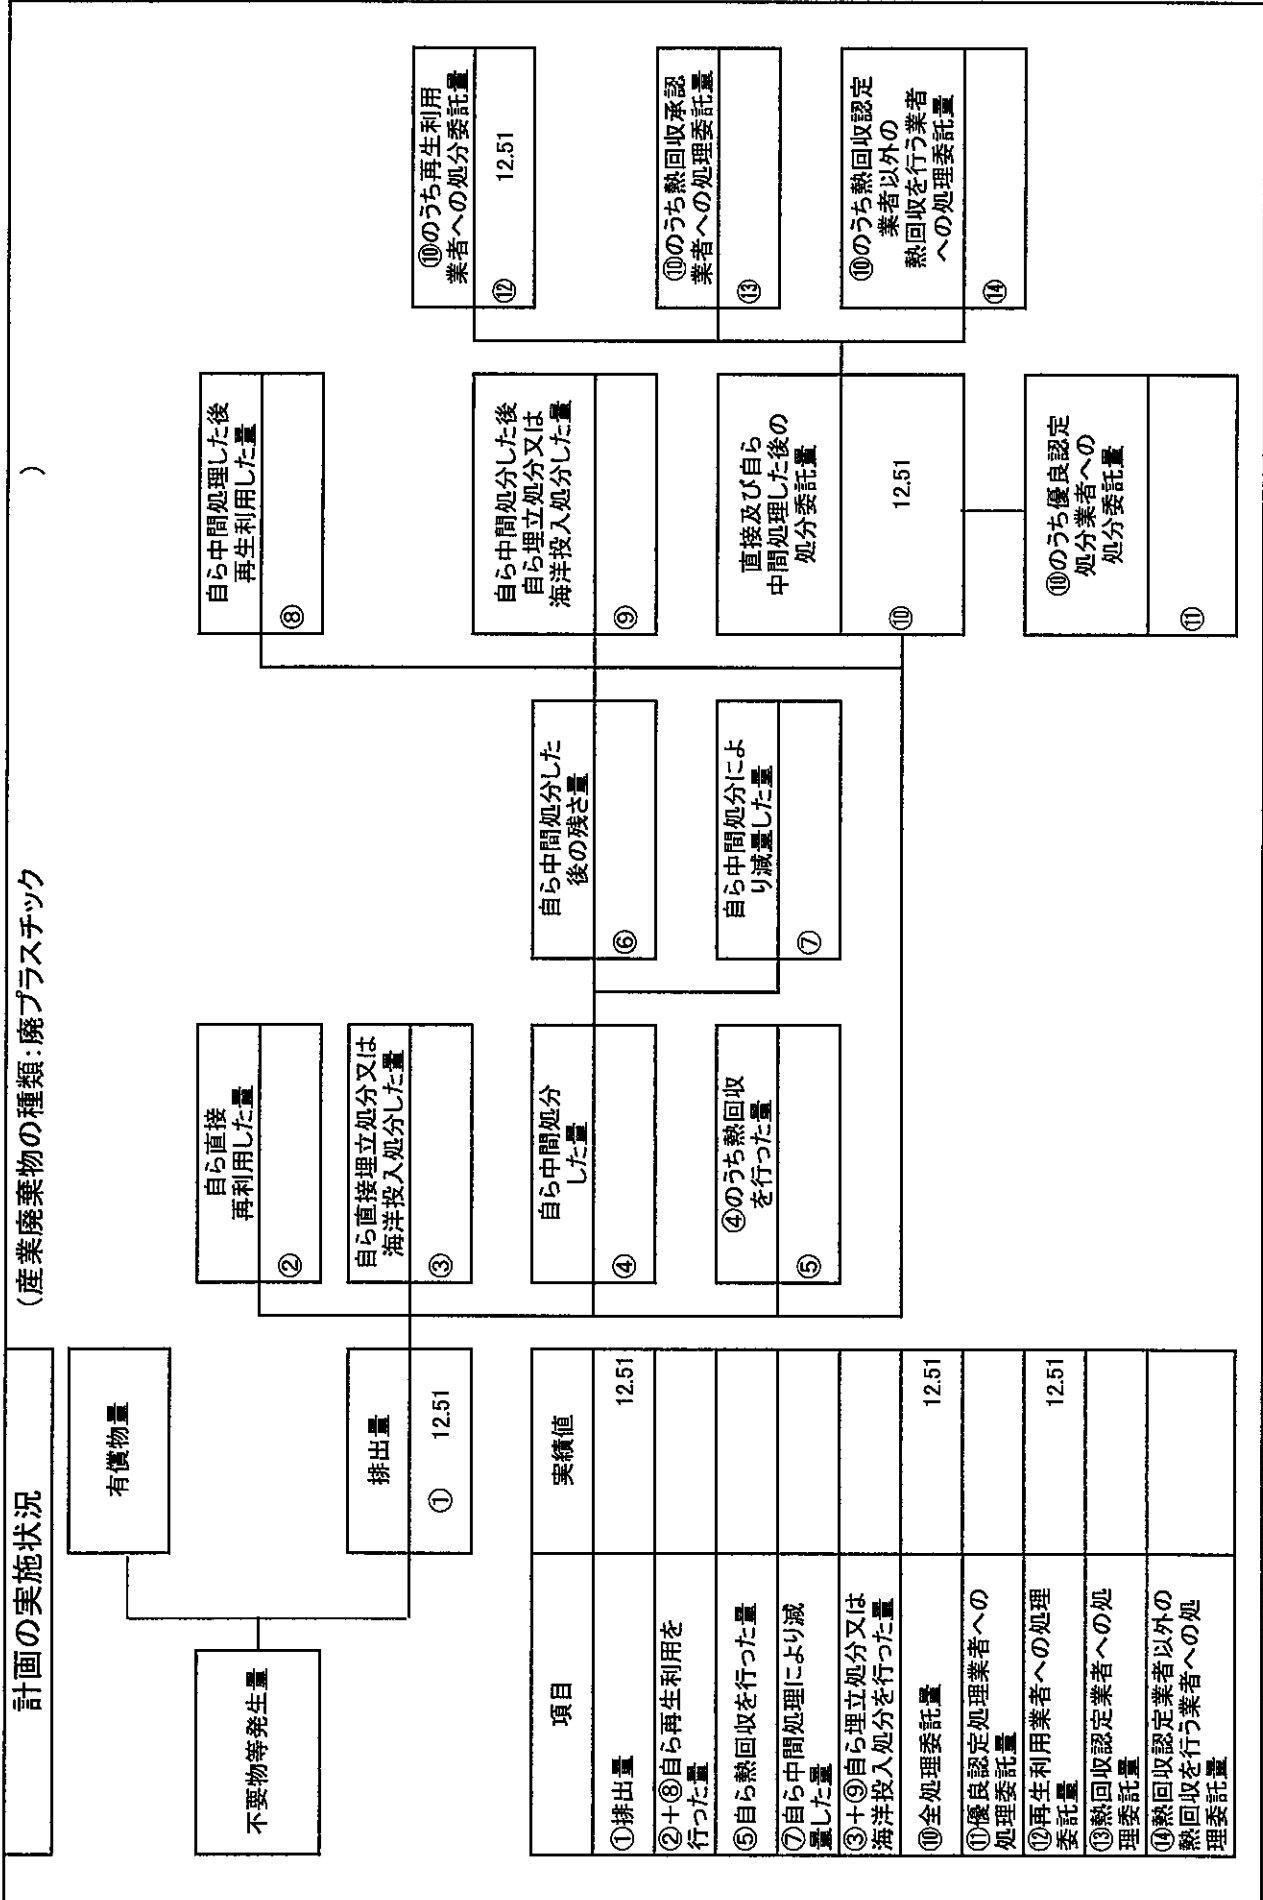 計画の実施状況
(産業廃棄物の種類:廃プラスチック )
不要物等発生量
有償物量
排出量
① 12.51
自ら直接
再利用した量
②
自ら直接埋立処分又は
海洋投入処分した量
③
自ら中間処分
した量
④
④のうち熱回収
を行った量
⑤
自ら中間処分した
後の残さ量
⑥
自ら中間処分によ
り減量した量
⑦
自ら中間処理した後
再生利用した量
⑧
自ら中間処分した後
自ら埋立処分又は
海洋投入処分した量
⑨
直接及び自ら
中間処理した後の
処分委託量
⑩ 12.51
⑩のうち優良認定
処分業者への
処分委託量
⑪
⑩のうち再生利用
業者への処分委託量
⑫ 12.51
⑩のうち熱回収承認
業者への処理委託量
⑬
⑩のうち熱回収認定
業者以外の
熱回収を行う業者
への処理委託量
⑭
項目 実績値
①排出量 12.51
②+⑧自ら再生利用を
行った量
⑤自ら熱回収を行った量
⑦自ら中間処理により減
量した量
③+⑨自ら埋立処分又は
海洋投入処分を行った量
⑩全処理委託量 12.51
⑪優良認定処理業者への
処理委託量
⑫再生利用業者への処理
委託量 12.51
⑬熱回収認定業者への処
理委託量
⑭熱回収認定業者以外の
熱回収を行う業者への処
理委託量